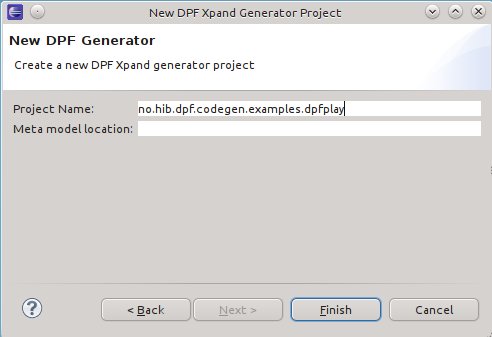 New DPF Xpand Generator Project
New DPF Generator
Create a new DPF Xpand generator project
Project Name: no.hib.dpf.codegen.examples.dpfplay
Meta model location:
? < Back Next > Finish Cancel